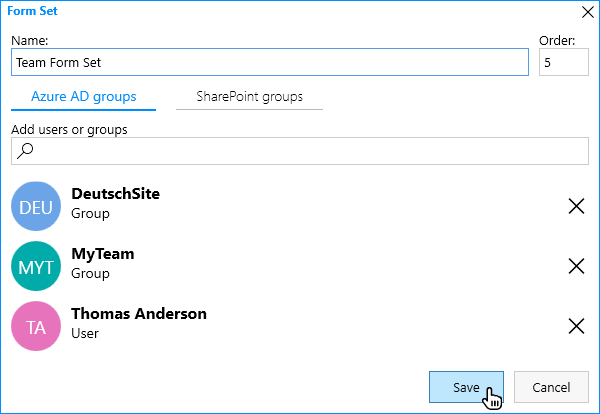 Form Set
Name:
Order:
Team Form Set
5
Azure AD groups
SharePoint groups
Add users or groups
DEU
DeutschSite
Group
MYT
MyTeam
Group
TA
Thomas Anderson
User
Save
Cancel